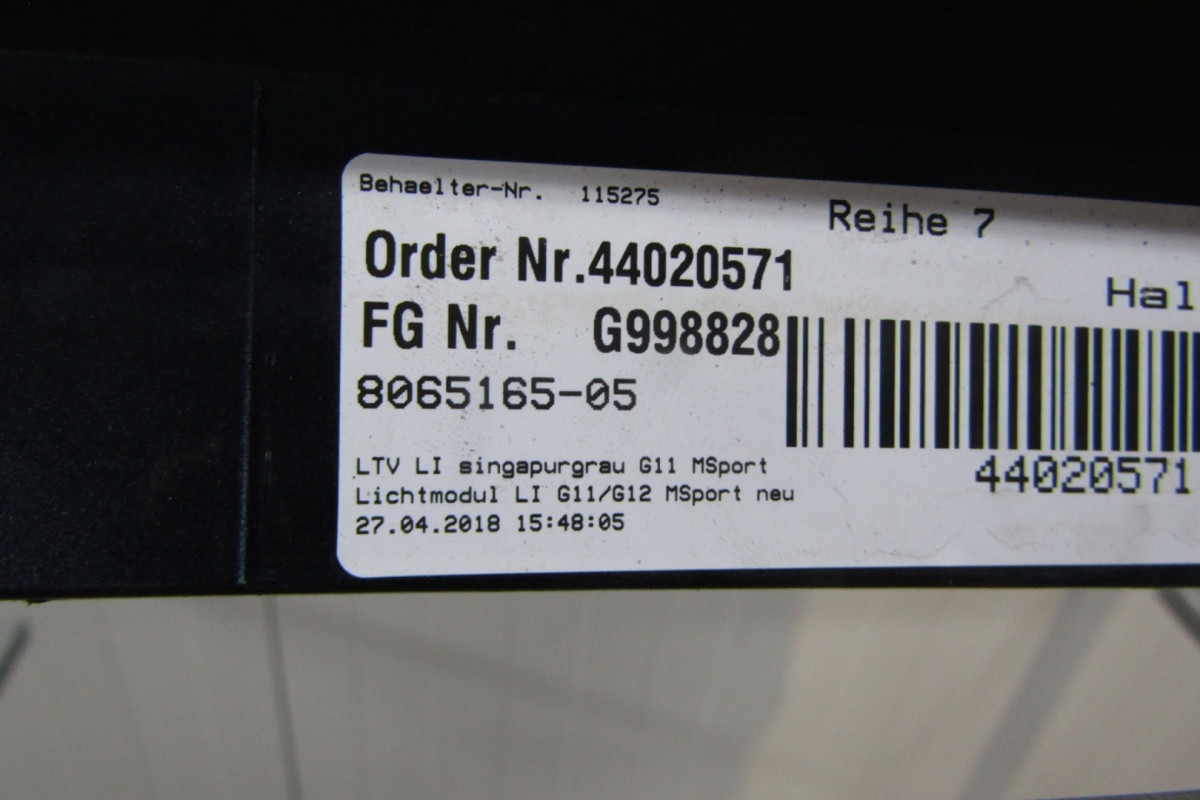 Behaelter-Nr. 115275
Reihe 7
Order Nr.44020571
Hal
FG Nr. G998828
8065165-05
44020571
LTV LI singapurgrau G11 MSport
Lichtmodul LI G11/G12 MSport neu
27.04.2018 15:48:05